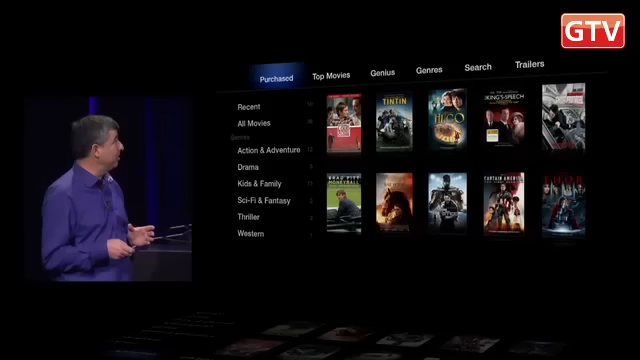 GTV
Purchased Top Movies Genius Genres Search Trailers
Recent
All Movies
Genres
Action & Adventure
Drama
Kids & Family
Sci-Fi & Fantasy
Thriller
Western
TINTIN
HUGO
KING'S SPEECH
BRAD PITT
MONEYBALL
CAPTAIN AMERICA
THOR